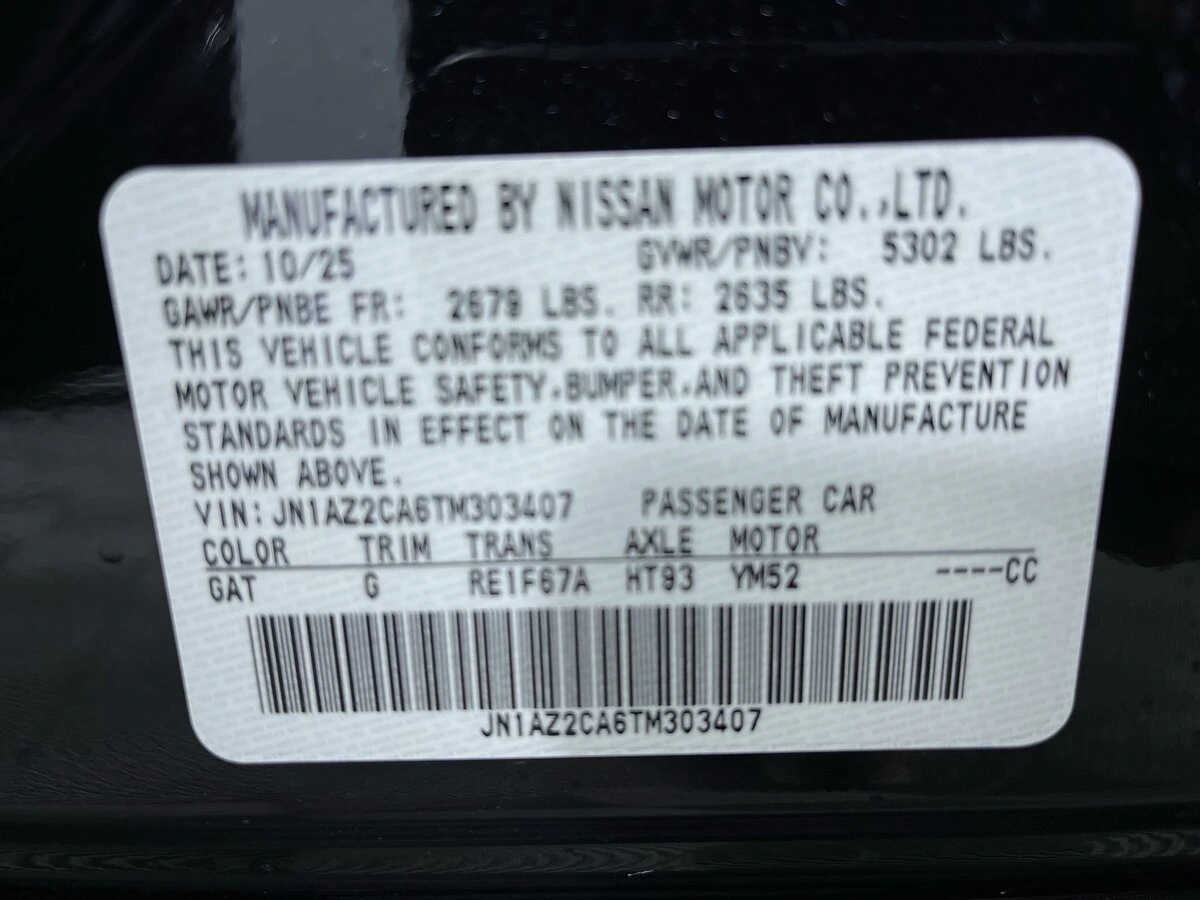 MANUFACTURED BY NISSAN MOTOR CO.,LTD.
DATE: 10/25 GVWR/PNBV: 5302 LBS.
GAWR/PNBE FR: 2679 LBS. RR: 2635 LBS.
THIS VEHICLE CONFORMS TO ALL APPLICABLE FEDERAL
MOTOR VEHICLE SAFETY,BUMPER,AND THEFT PREVENTION
STANDARDS IN EFFECT ON THE DATE OF MANUFACTURE
SHOWN ABOVE.
VIN: JN1AZ2CA6TM303407 PASSENGER CAR
COLOR TRIM TRANS AXLE MOTOR
GAT G RE1F67A HT93 YM52 ----CC
JN1AZ2CA6TM303407